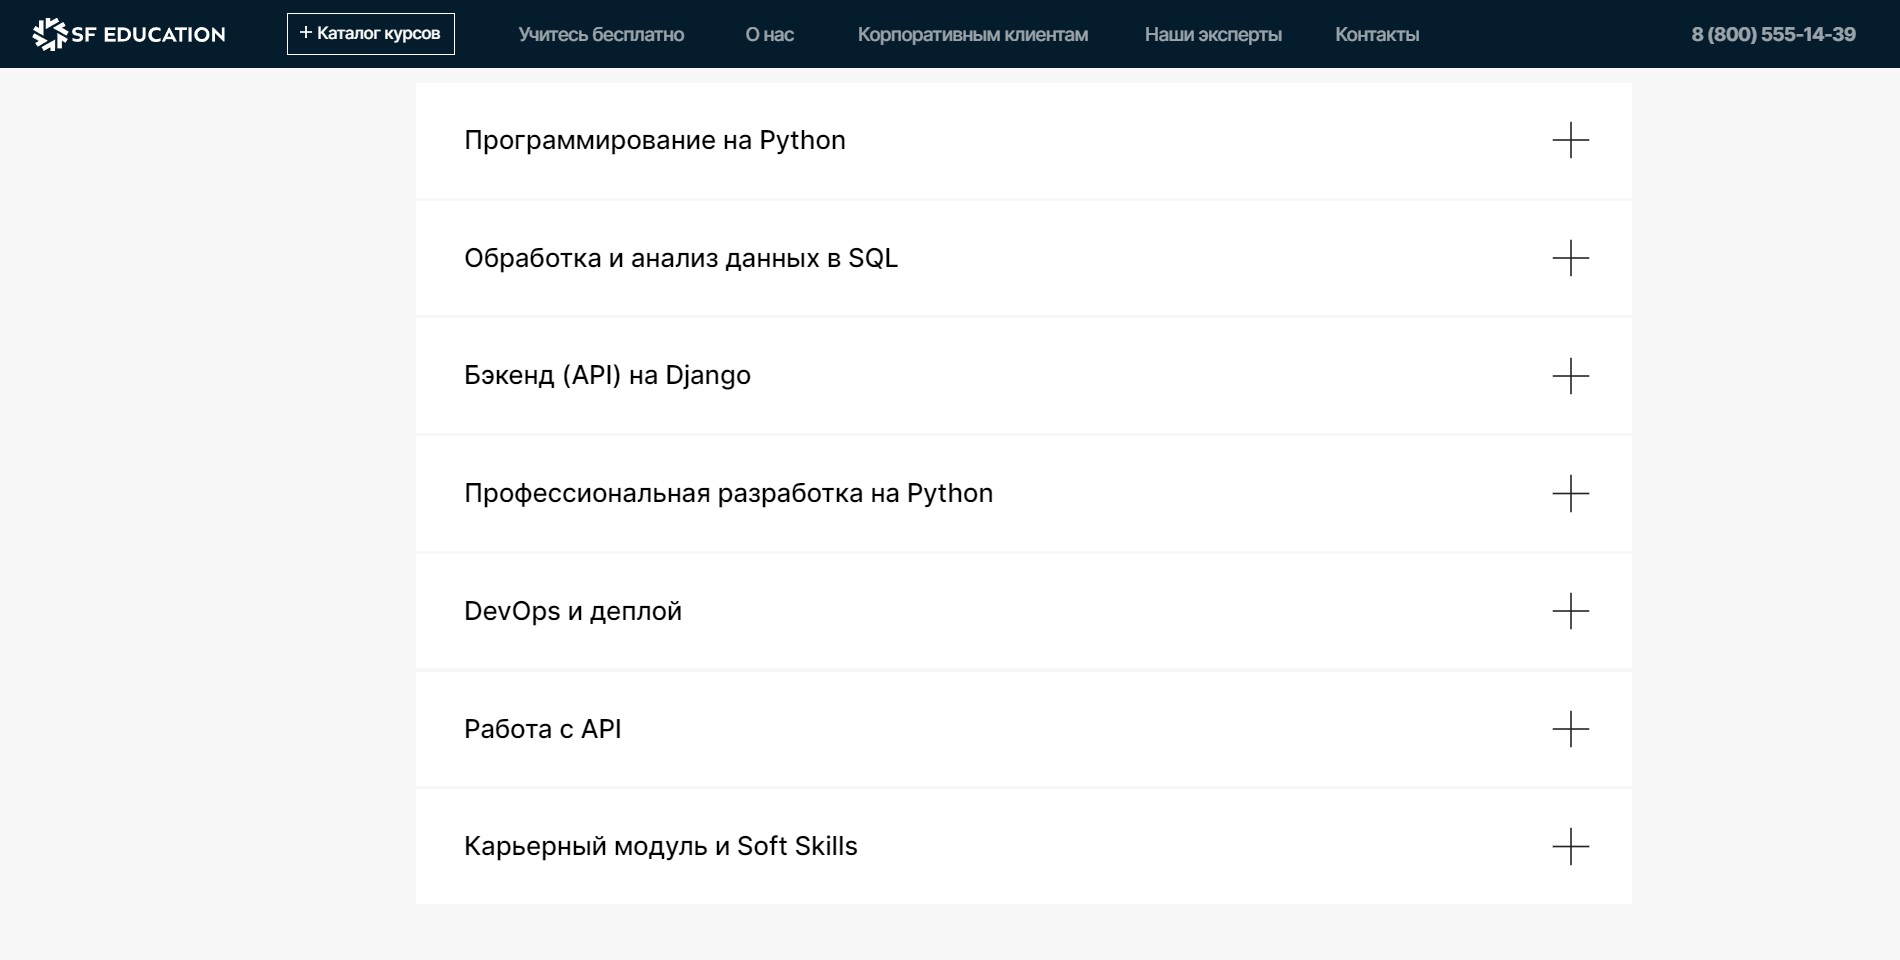 SF EDUCATION
+ Каталог курсов
Учитесь бесплатно
О нас
Корпоративным клиентам
Наши эксперты
Контакты
8 (800) 555-14-39
Программирование на Python
Обработка и анализ данных в SQL
Бэкенд (API) на Django
Профессиональная разработка на Python
DevOps и деплой
Работа с API
Карьерный модуль и Soft Skills